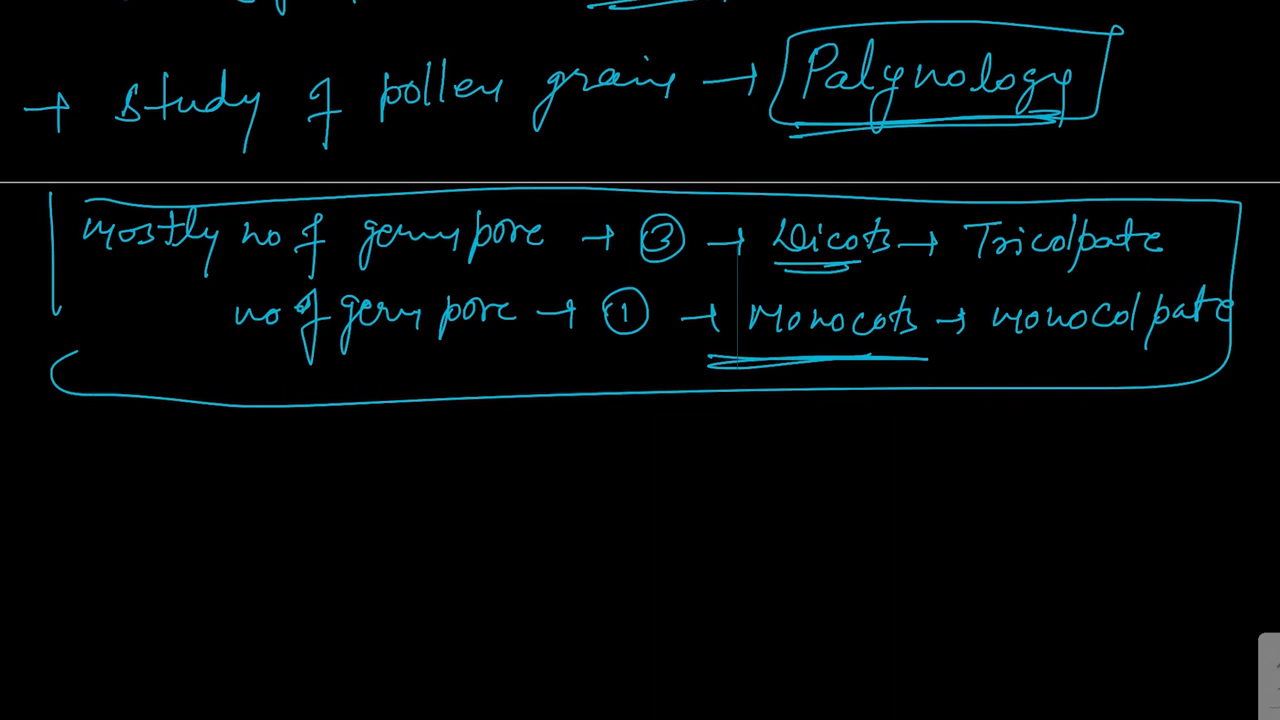 → study of pollen grains → Palynology
mostly no of germ pore → 3 → Dicots → Tricolpate
no of germ pore → 1 → Monocots → monocolpate